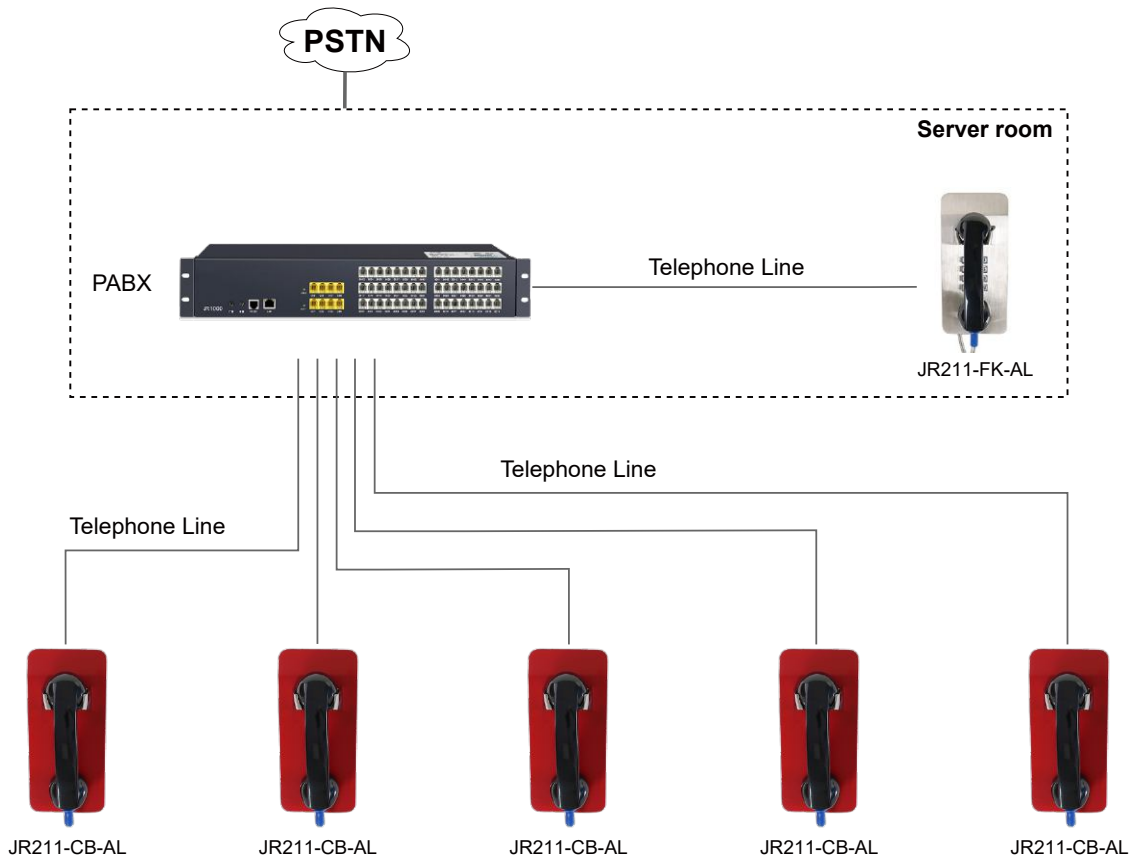 PSTN
Server room
PABX
Telephone Line
JR211-FK-AL
Telephone Line
Telephone Line
JR211-CB-AL
JR211-CB-AL
JR211-CB-AL
JR211-CB-AL
JR211-CB-AL